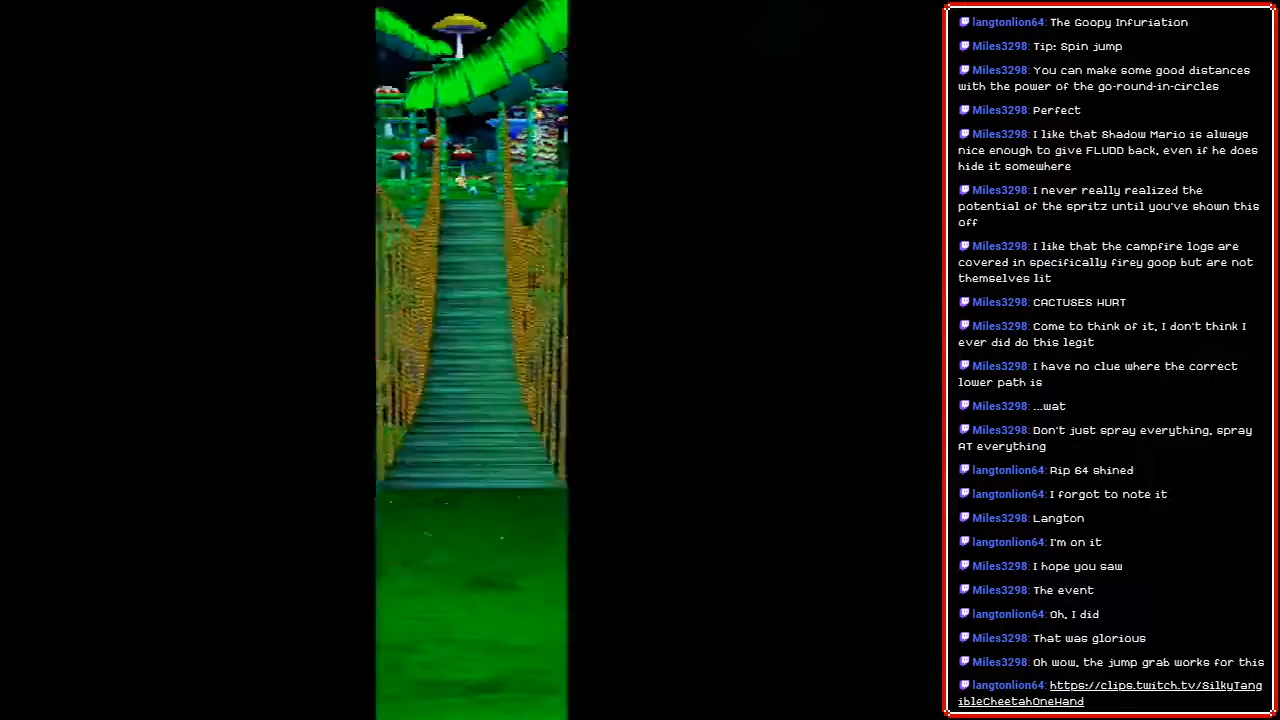 langtonlion64: The Goopy Infuriation
Miles3298: Tip: Spin jump
Miles3298: You can make some good distances
with the power of the go-round-in-circles
Miles3298: Perfect
Miles3298: I like that Shadow Mario is always
nice enough to give FLUDD back, even if he does
hide it somewhere
Miles3298: I never really realized the
potential of the spritz until you've shown this
off
Miles3298: I like that the campfire logs are
covered in specifically firey goop but are not
themselves lit
Miles3298: CACTUSES HURT
Miles3298: Come to think of it, I don't think I
ever did do this legit
Miles3298: I have no clue where the correct
lower path is
Miles3298: ...wat
Miles3298: Don't just spray everything, spray
AT everything
langtonlion64: Rip 64 shined
langtonlion64: I forgot to note it
Miles3298: Langton
langtonlion64: I'm on it
Miles3298: I hope you saw
Miles3298: The event
langtonlion64: Oh, I did
Miles3298: That was glorious
Miles3298: Oh wow, the jump grab works for this
langtonlion64: https://clips.twitch.tv/SilkyTang
ibleCheetahOneHand